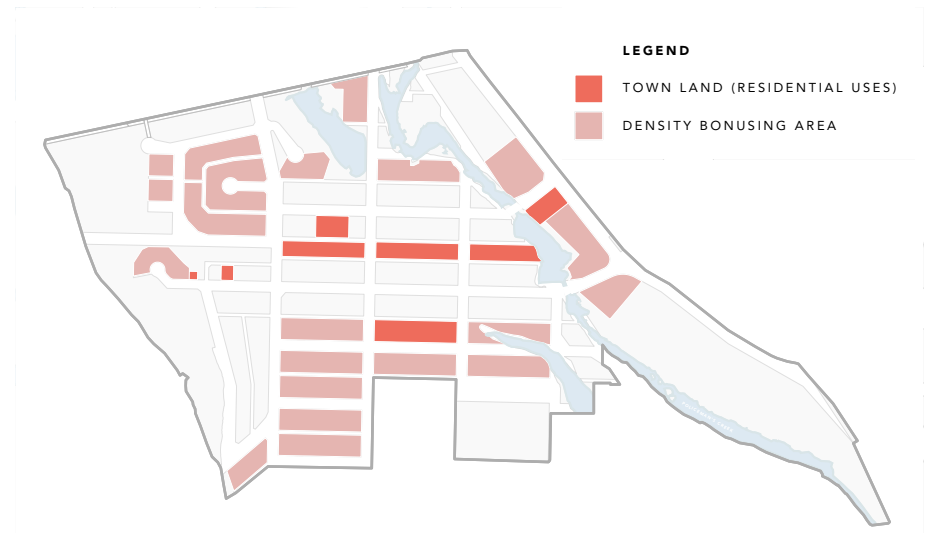 LEGEND
TOWN LAND (RESIDENTIAL USES)
DENSITY BONUSING AREA